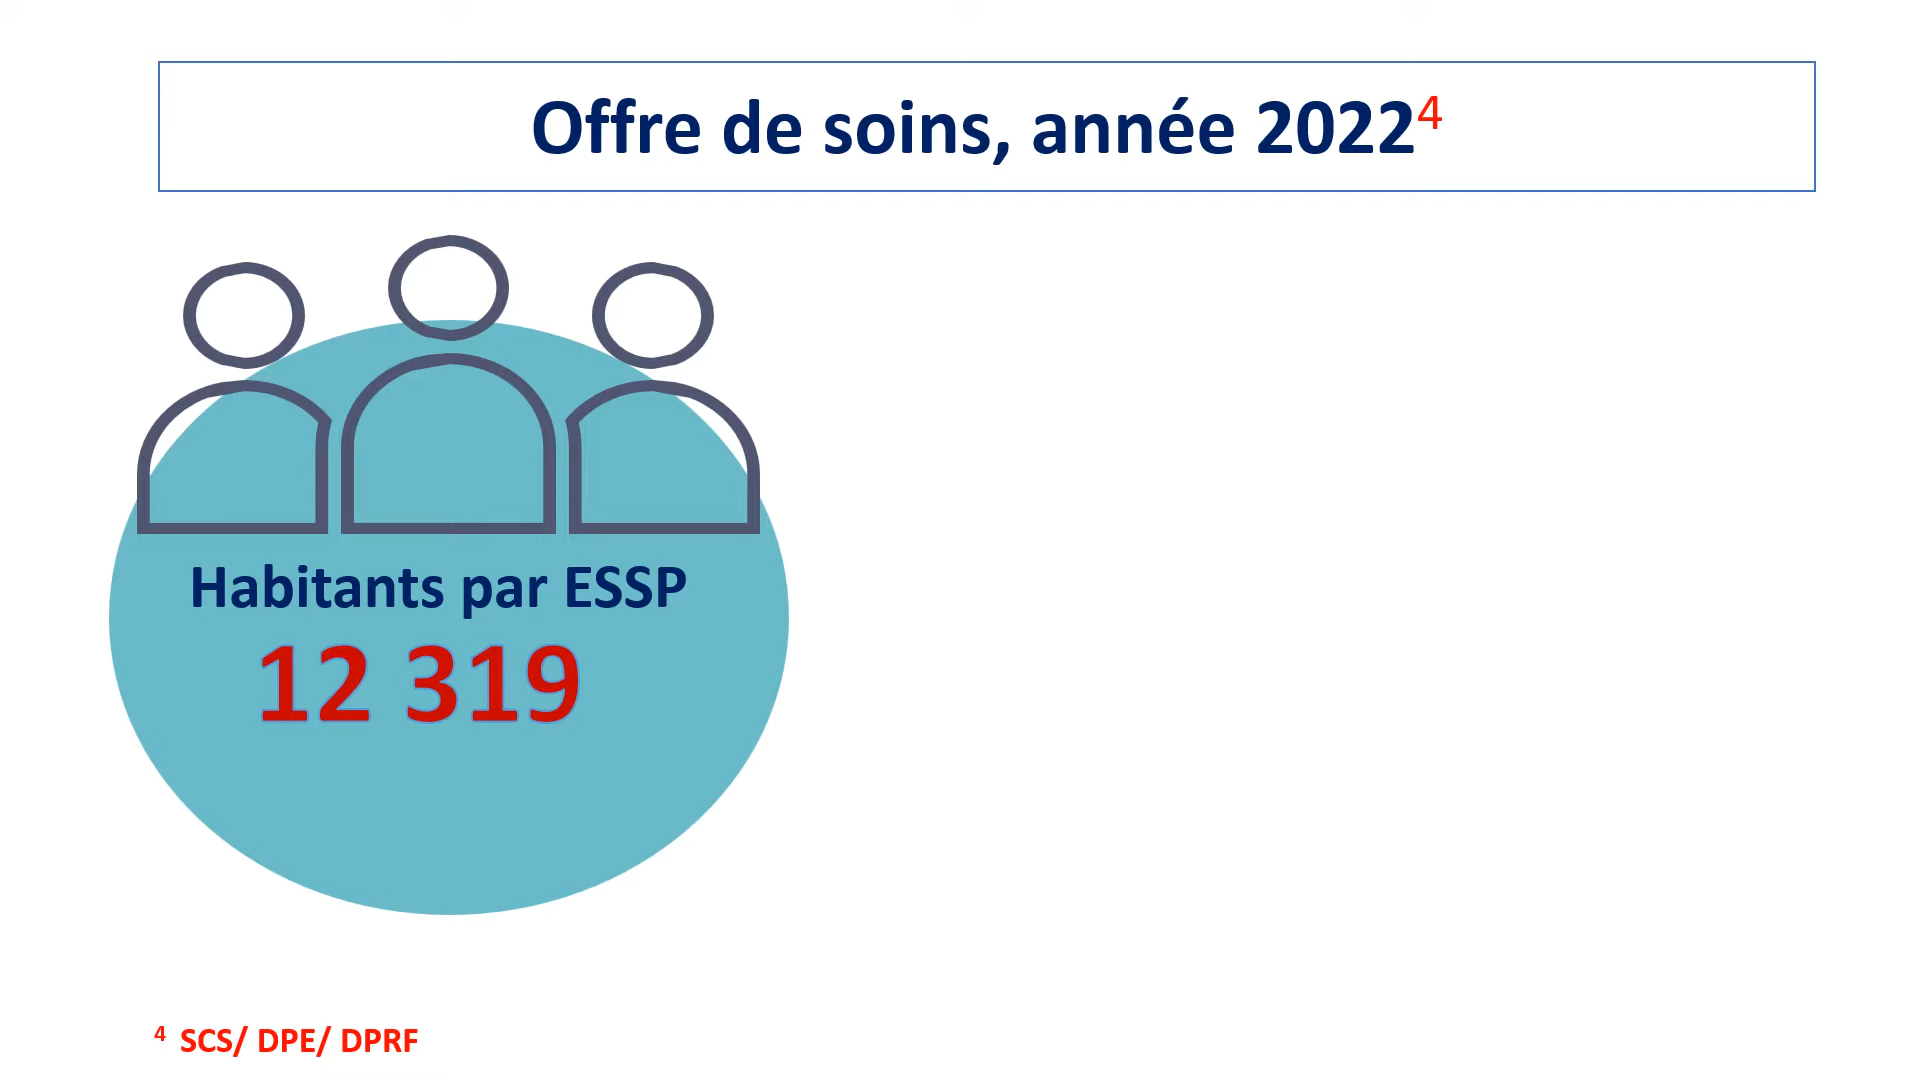 Offre de soins, année 2022⁴
Habitants par ESSP
12 319
⁴ SCS/ DPE/ DPRF